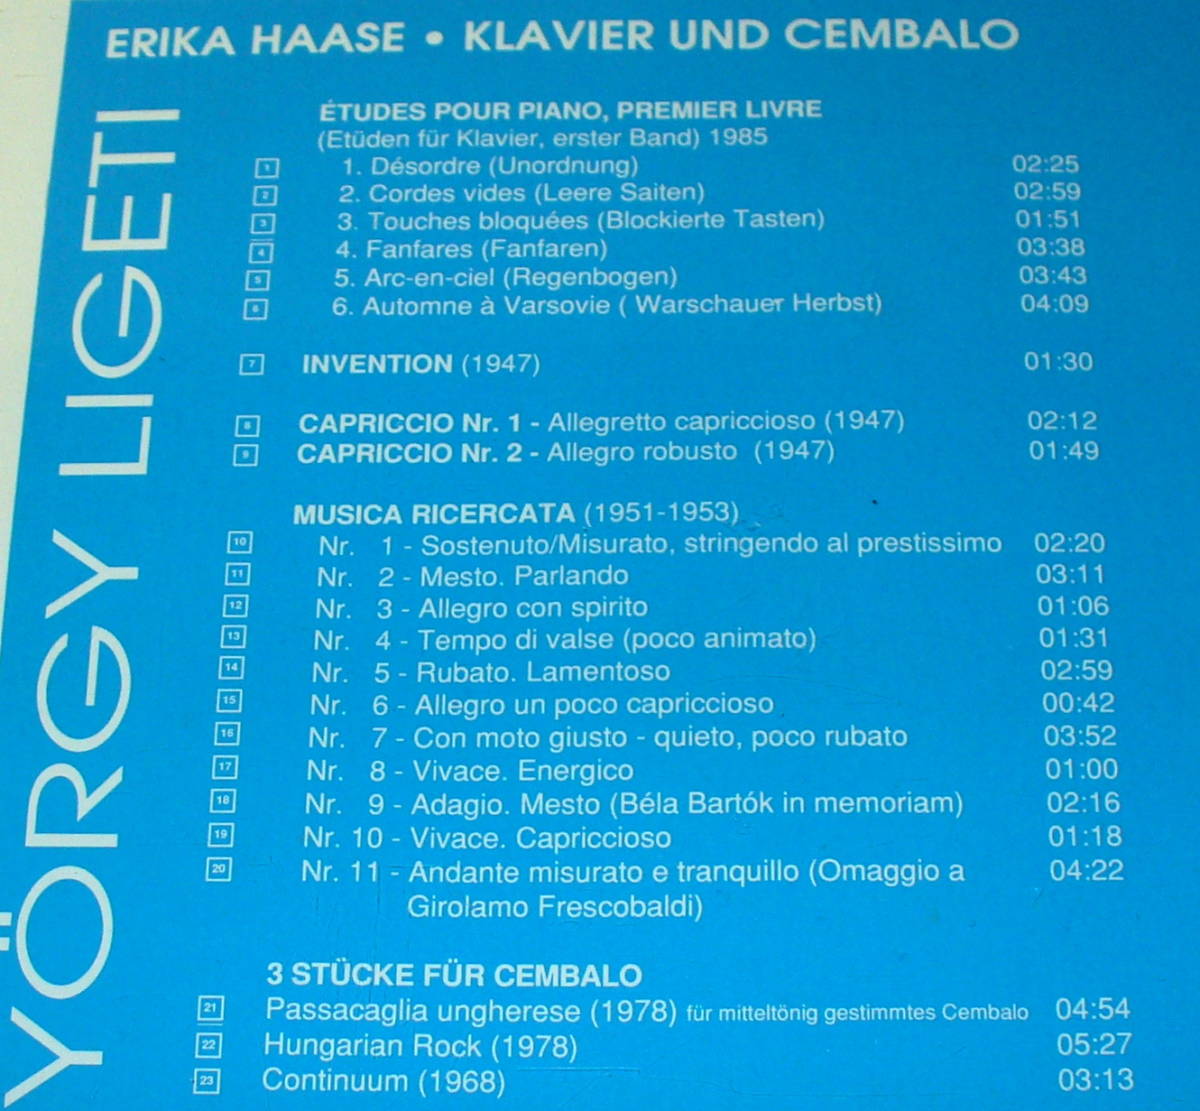 ERIKA HAASE • KLAVIER UND CEMBALO
YÖRGY LIGETI
ÉTUDES POUR PIANO, PREMIER LIVRE
(Etüden für Klavier, erster Band) 1985
1 1. Désordre (Unordnung) 02:25
2 2. Cordes vides (Leere Saiten) 02:59
3 3. Touches bloquées (Blockierte Tasten) 01:51
4 4. Fanfares (Fanfaren) 03:38
5 5. Arc-en-ciel (Regenbogen) 03:43
6 6. Automne à Varsovie ( Warschauer Herbst) 04:09
7 INVENTION (1947) 01:30
8 CAPRICCIO Nr. 1 - Allegretto capriccioso (1947) 02:12
9 CAPRICCIO Nr. 2 - Allegro robusto (1947) 01:49
MUSICA RICERCATA (1951-1953)
10 Nr. 1 - Sostenuto/Misurato, stringendo al prestissimo 02:20
11 Nr. 2 - Mesto. Parlando 03:11
12 Nr. 3 - Allegro con spirito 01:06
13 Nr. 4 - Tempo di valse (poco animato) 01:31
14 Nr. 5 - Rubato. Lamentoso 02:59
15 Nr. 6 - Allegro un poco capriccioso 00:42
16 Nr. 7 - Con moto giusto - quieto, poco rubato 03:52
17 Nr. 8 - Vivace. Energico 01:00
18 Nr. 9 - Adagio. Mesto (Béla Bartók in memoriam) 02:16
19 Nr. 10 - Vivace. Capriccioso 01:18
20 Nr. 11 - Andante misurato e tranquillo (Omaggio a 04:22
Girolamo Frescobaldi)
3 STÜCKE FÜR CEMBALO
21 Passacaglia ungherese (1978) für mitteltönig gestimmtes Cembalo 04:54
22 Hungarian Rock (1978) 05:27
23 Continuum (1968) 03:13